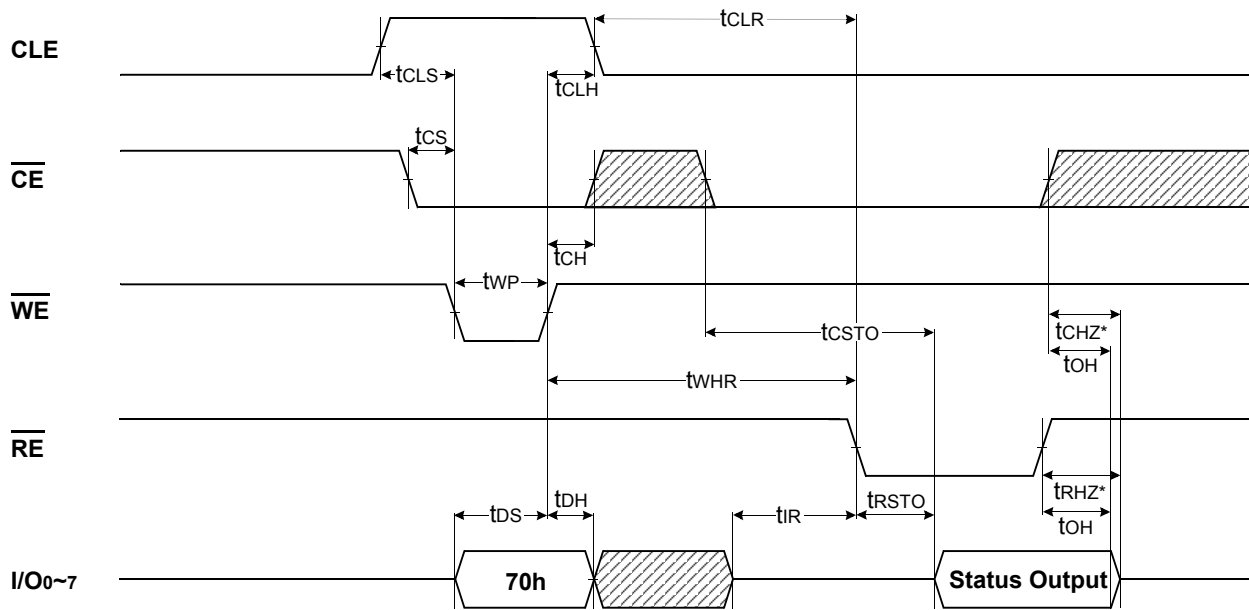 CLE
tCLR
tCLS
tCLH
tCS
CE
tCH
tWP
WE
tCSTO
tCHZ*
tOH
tWHR
RE
tRHZ*
tOH
tDS
tDH
tIR
tRSTO
I/O0~7
70h
Status Output